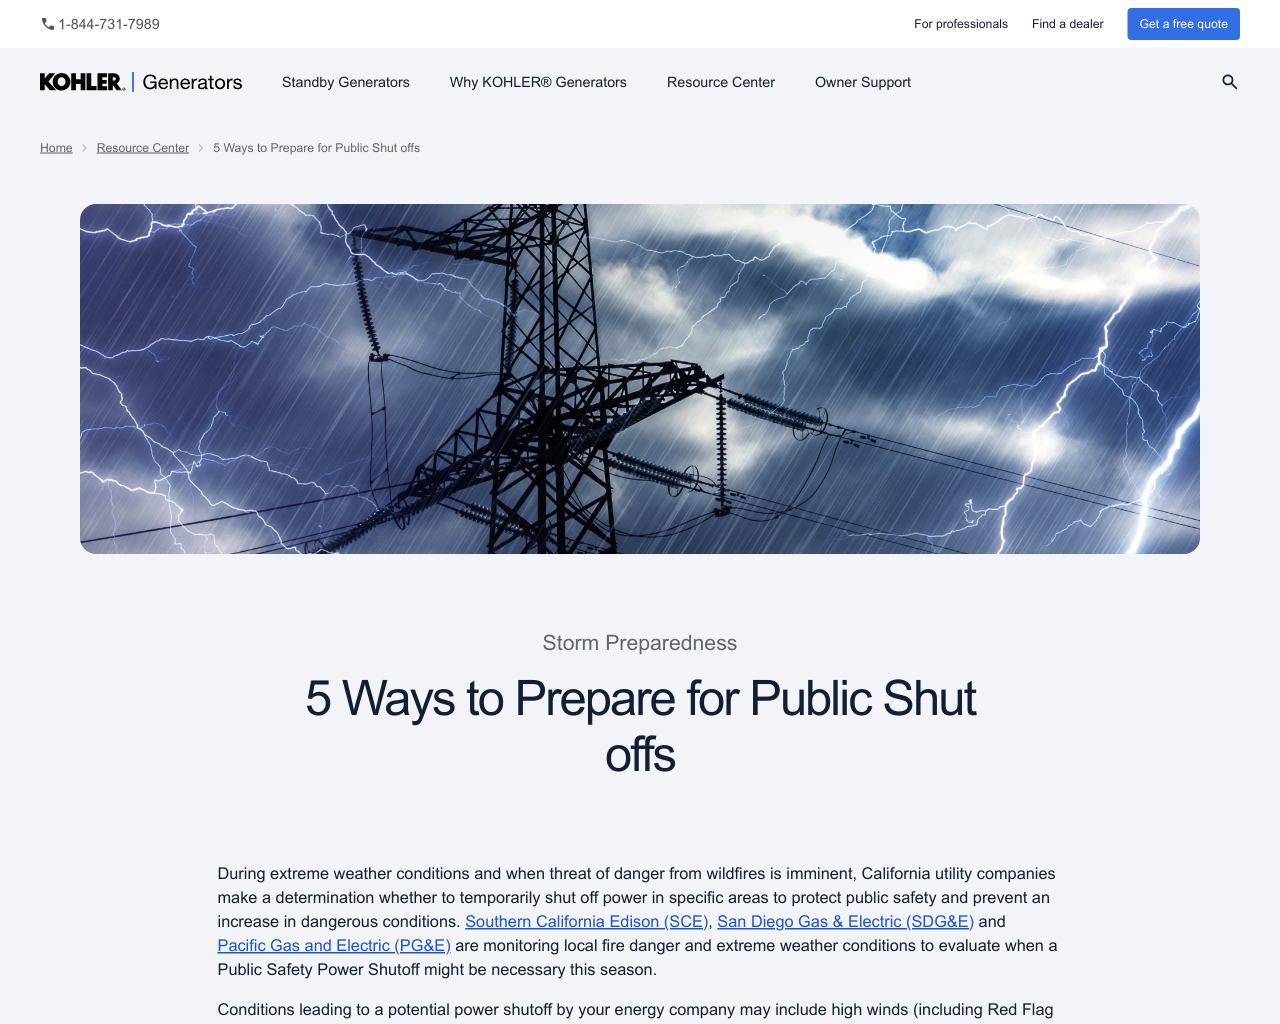 1-844-731-7989
For professionals
Find a dealer
Get a free quote
KOHLER. | Generators
Standby Generators
Why KOHLER® Generators
Resource Center
Owner Support
Home > Resource Center > 5 Ways to Prepare for Public Shut offs
Storm Preparedness
5 Ways to Prepare for Public Shut
offs
During extreme weather conditions and when threat of danger from wildfires is imminent, California utility companies
make a determination whether to temporarily shut off power in specific areas to protect public safety and prevent an
increase in dangerous conditions. Southern California Edison (SCE), San Diego Gas & Electric (SDG&E) and
Pacific Gas and Electric (PG&E) are monitoring local fire danger and extreme weather conditions to evaluate when a
Public Safety Power Shutoff might be necessary this season.
Conditions leading to a potential power shutoff by your energy company may include high winds (including Red Flag